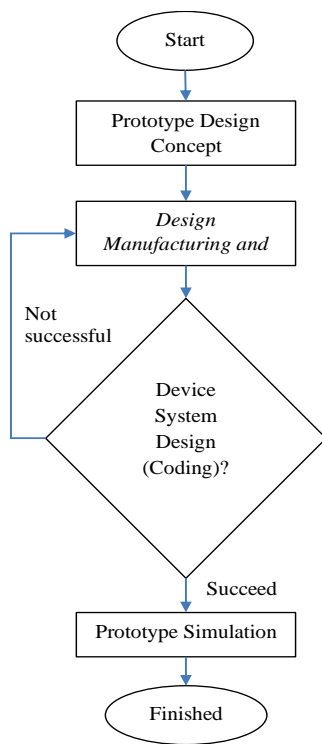 Start
Prototype Design
Concept
Design
Manufacturing and
Not
successful
Device
System
Design
(Coding)?
Succeed
Prototype Simulation
Finished